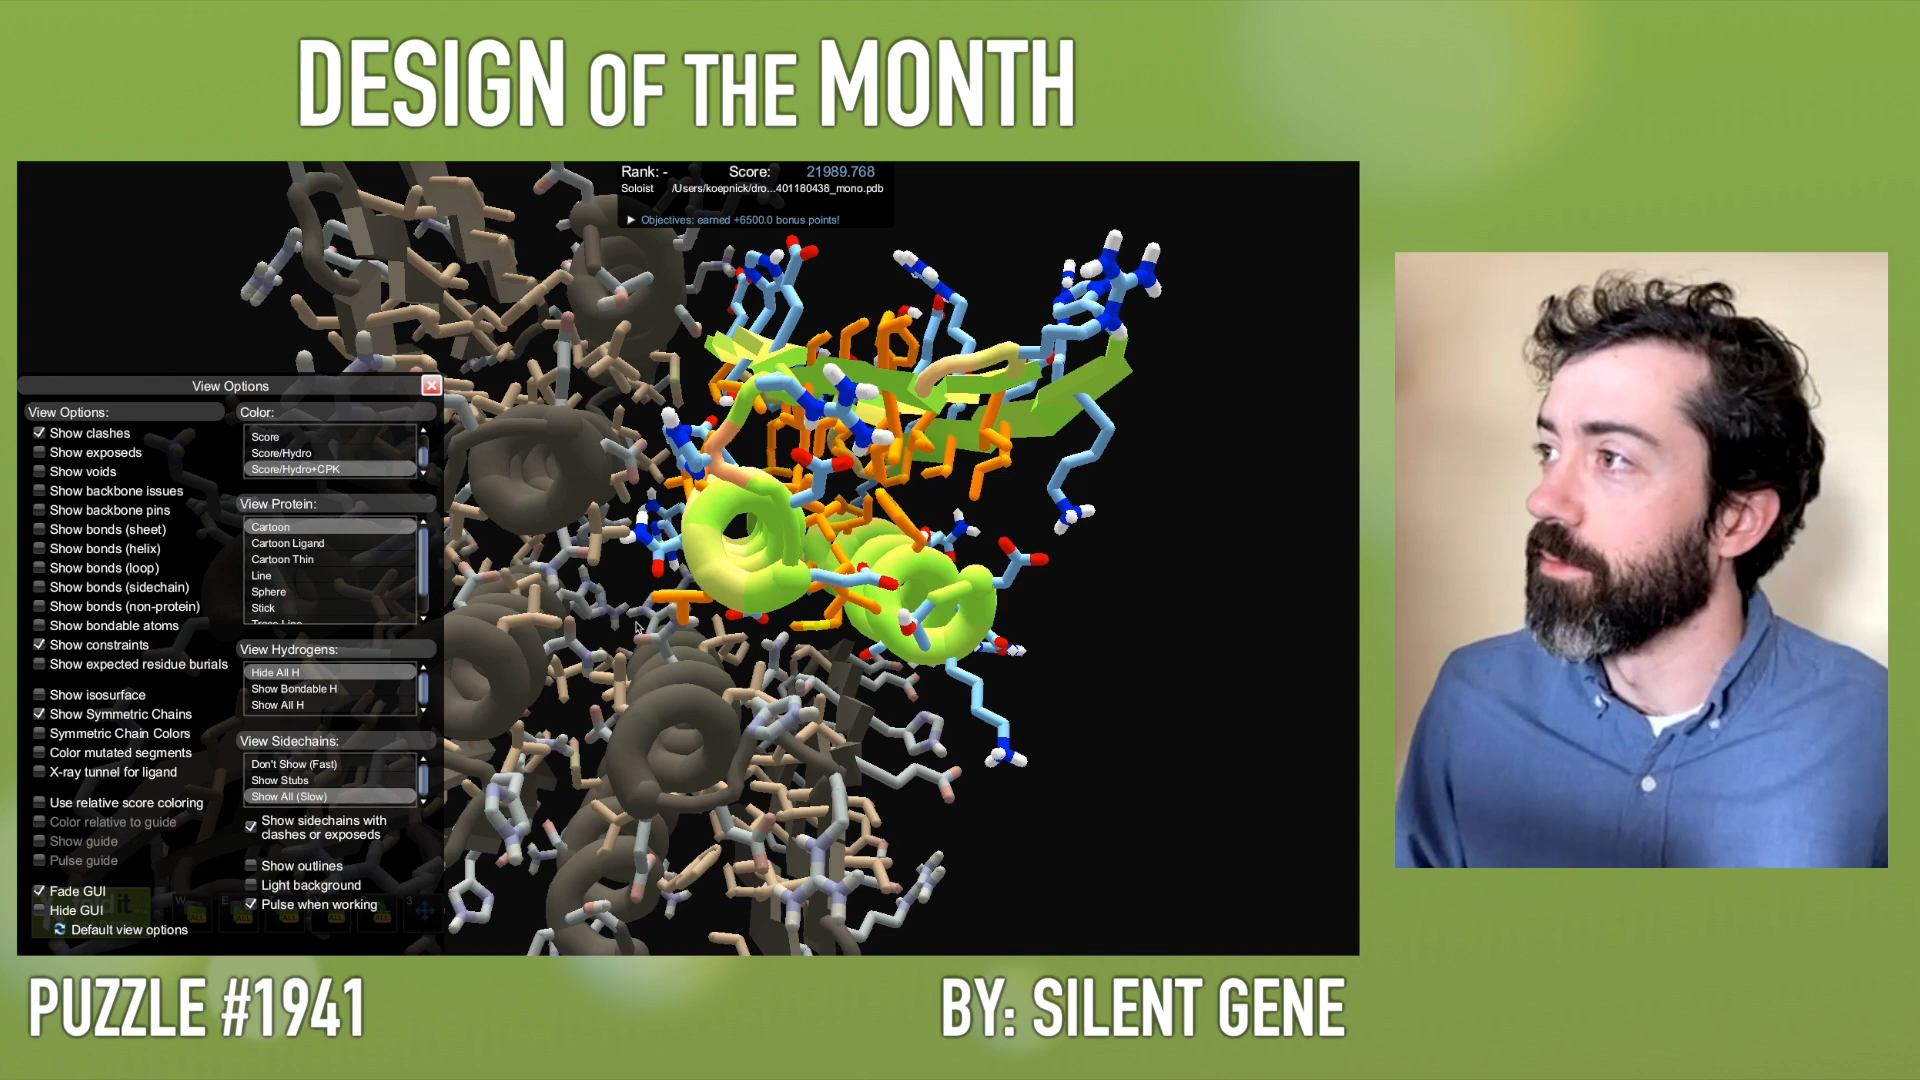 DESIGN OF THE MONTH
Rank: - Score: 21989.768
Soloist /Users/koepnick/dro...401180438_mono.pdb
Objectives: earned +6500.0 bonus points!
View Options
View Options:
Show clashes
Show exposeds
Show voids
Show backbone issues
Show backbone pins
Show bonds (sheet)
Show bonds (helix)
Show bonds (loop)
Show bonds (sidechain)
Show bonds (non-protein)
Show bondable atoms
Show constraints
Show expected residue burials
Show isosurface
Show Symmetric Chains
Symmetric Chain Colors
Color mutated segments
X-ray tunnel for ligand
Use relative score coloring
Color relative to guide
Show guide
Pulse guide
Fade GUI
Hide GUI
Default view options
Color:
Score
Score/Hydro
Score/Hydro+CPK
View Protein:
Cartoon
Cartoon Ligand
Cartoon Thin
Line
Sphere
Stick
Trace Line
View Hydrogens:
Hide All H
Show Bondable H
Show All H
View Sidechains:
Don't Show (Fast)
Show Stubs
Show All (Slow)
Show sidechains with
clashes or exposeds
Show outlines
Light background
Pulse when working
PUZZLE #1941
BY: SILENT GENE